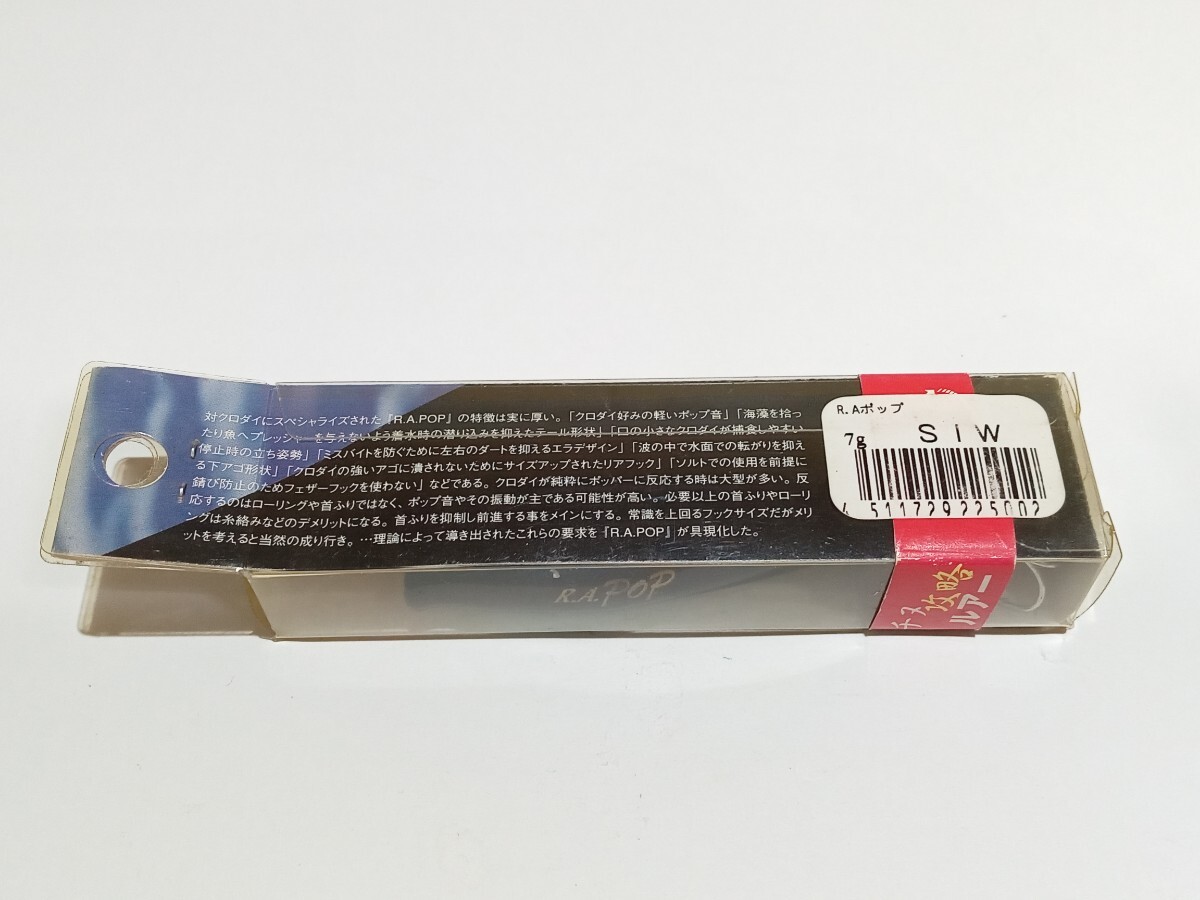 対クロダイにスペシャライズされた『R.A.POP』の特徴は実に厚い。「クロダイ好みの軽いポップ音」「海藻を拾っ
たり魚へプレッシャーを与えないよう着水時の潜り込みを抑えたテール形状」「口の小さなクロダイが捕食しやすい
停止時の立ち姿勢」「ミスバイトを防ぐために左右のダートを抑えるエラデザイン」「波の中で水面での転がりを抑え
る下アゴ形状」「クロダイの強いアゴに潰されないためにサイズアップされたリアフック」「ソルトでの使用を前提に
錆び防止のためフェザーフックを使わない」などである。クロダイが純粋にポッパーに反応する時は大型が多い。反
応するのはローリングや首ふりではなく、ポップ音やその振動が主である可能性が高い。必要以上の首ふりやローリ
ングは糸絡みなどのデメリットになる。首ふりを抑制し前進する事をメインにする。常識を上回るフックサイズだがメリ
ットを考えると当然の成り行き。…理論によって導き出されたこれらの要求を『R.A.POP』が具現化した。
R.A.POP
R.Aポップ
7g SIW
4 511729 225002
チヌ攻略
ルアー